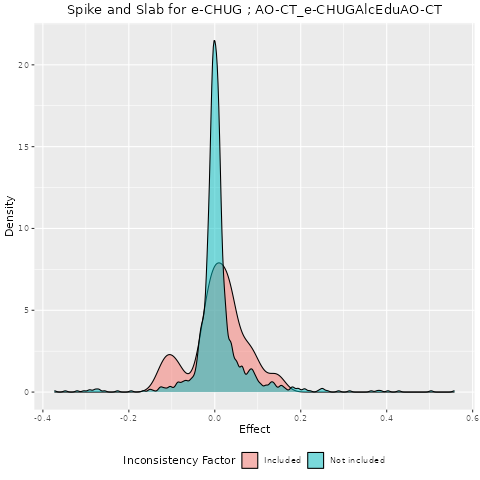 Spike and Slab for e-CHUG ; AO-CT_e-CHUGAlcEduAO-CT
Density
20
15
10
5
0
-0.4 -0.2 0.0 0.2 0.4 0.6
Effect
Inconsistency Factor Included Not included